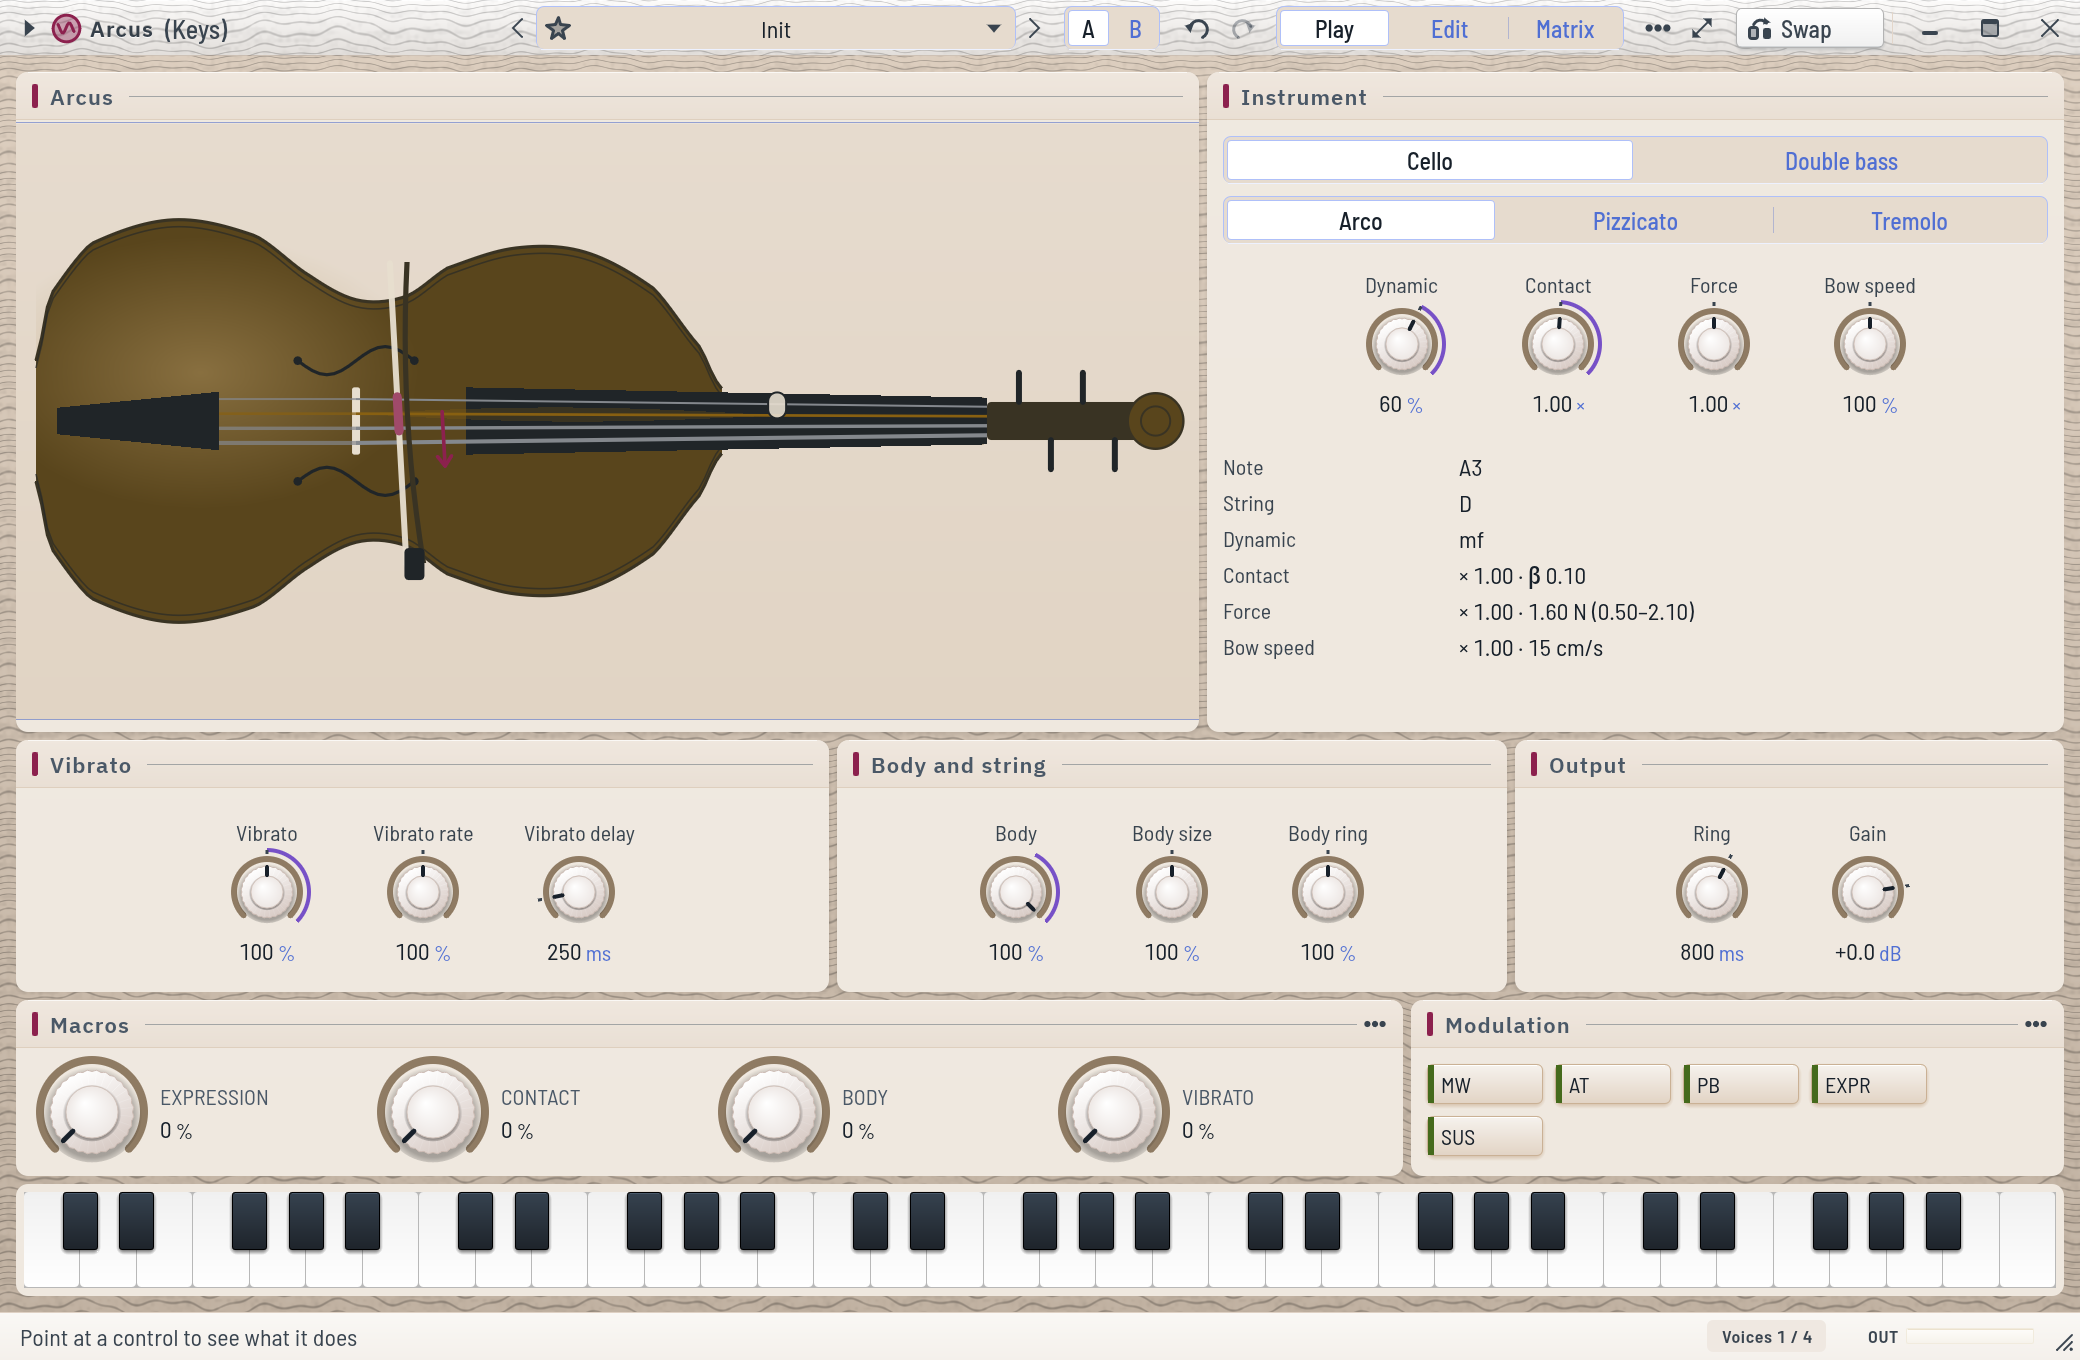 Arcus (Keys)
Init
A B
Play Edit Matrix
Swap
Arcus
Instrument
Cello Double bass
Arco Pizzicato Tremolo
Dynamic Contact Force Bow speed
60 % 1.00 × 1.00 × 100 %
Note A3
String D
Dynamic mf
Contact × 1.00 · β 0.10
Force × 1.00 · 1.60 N (0.50–2.10)
Bow speed × 1.00 · 15 cm/s
Vibrato
Vibrato Vibrato rate Vibrato delay
100 % 100 % 250 ms
Body and string
Body Body size Body ring
100 % 100 % 100 %
Output
Ring Gain
800 ms +0.0 dB
Macros
EXPRESSION
0 %
CONTACT
0 %
BODY
0 %
VIBRATO
0 %
Modulation
MW AT PB EXPR
SUS
Point at a control to see what it does
Voices 1 / 4 OUT